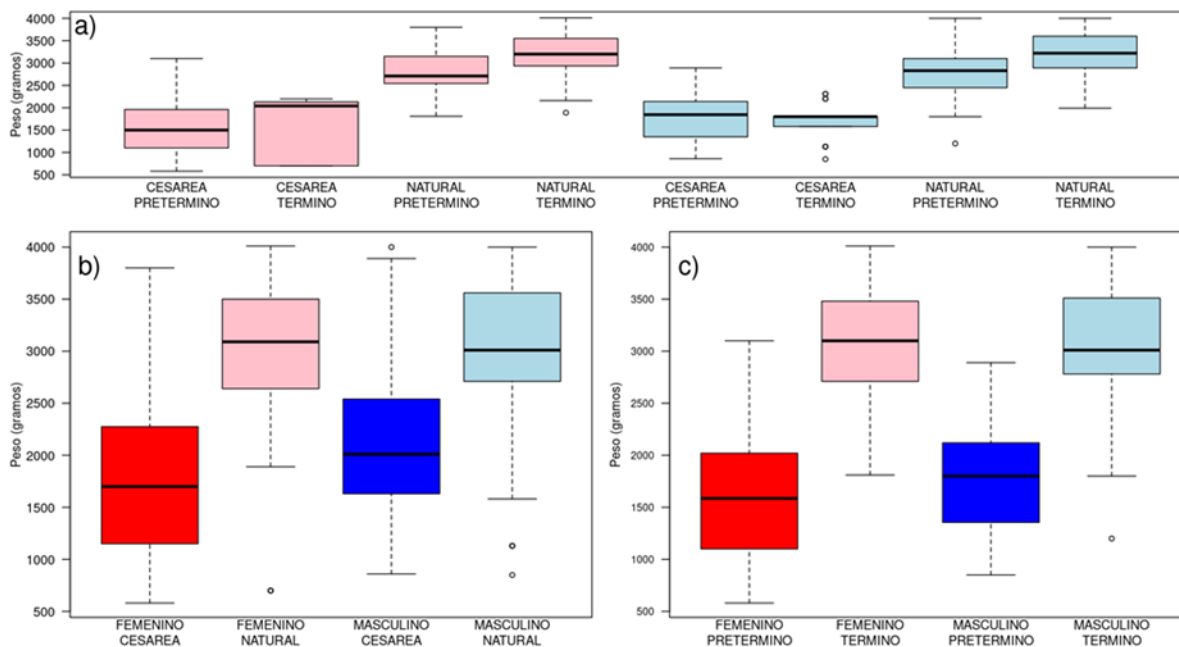 a)
Peso (gramos)
4000
3500
3000
2500
2000
1500
1000
500
CESAREA PRETERMINO
CESAREA TERMINO
NATURAL PRETERMINO
NATURAL TERMINO
CESAREA PRETERMINO
CESAREA TERMINO
NATURAL PRETERMINO
NATURAL TERMINO
b)
Peso (gramos)
4000
3500
3000
2500
2000
1500
1000
500
FEMENINO CESAREA
FEMENINO NATURAL
MASCULINO CESAREA
MASCULINO NATURAL
c)
Peso (gramos)
4000
3500
3000
2500
2000
1500
1000
500
FEMENINO PRETERMINO
FEMENINO TERMINO
MASCULINO PRETERMINO
MASCULINO TERMINO